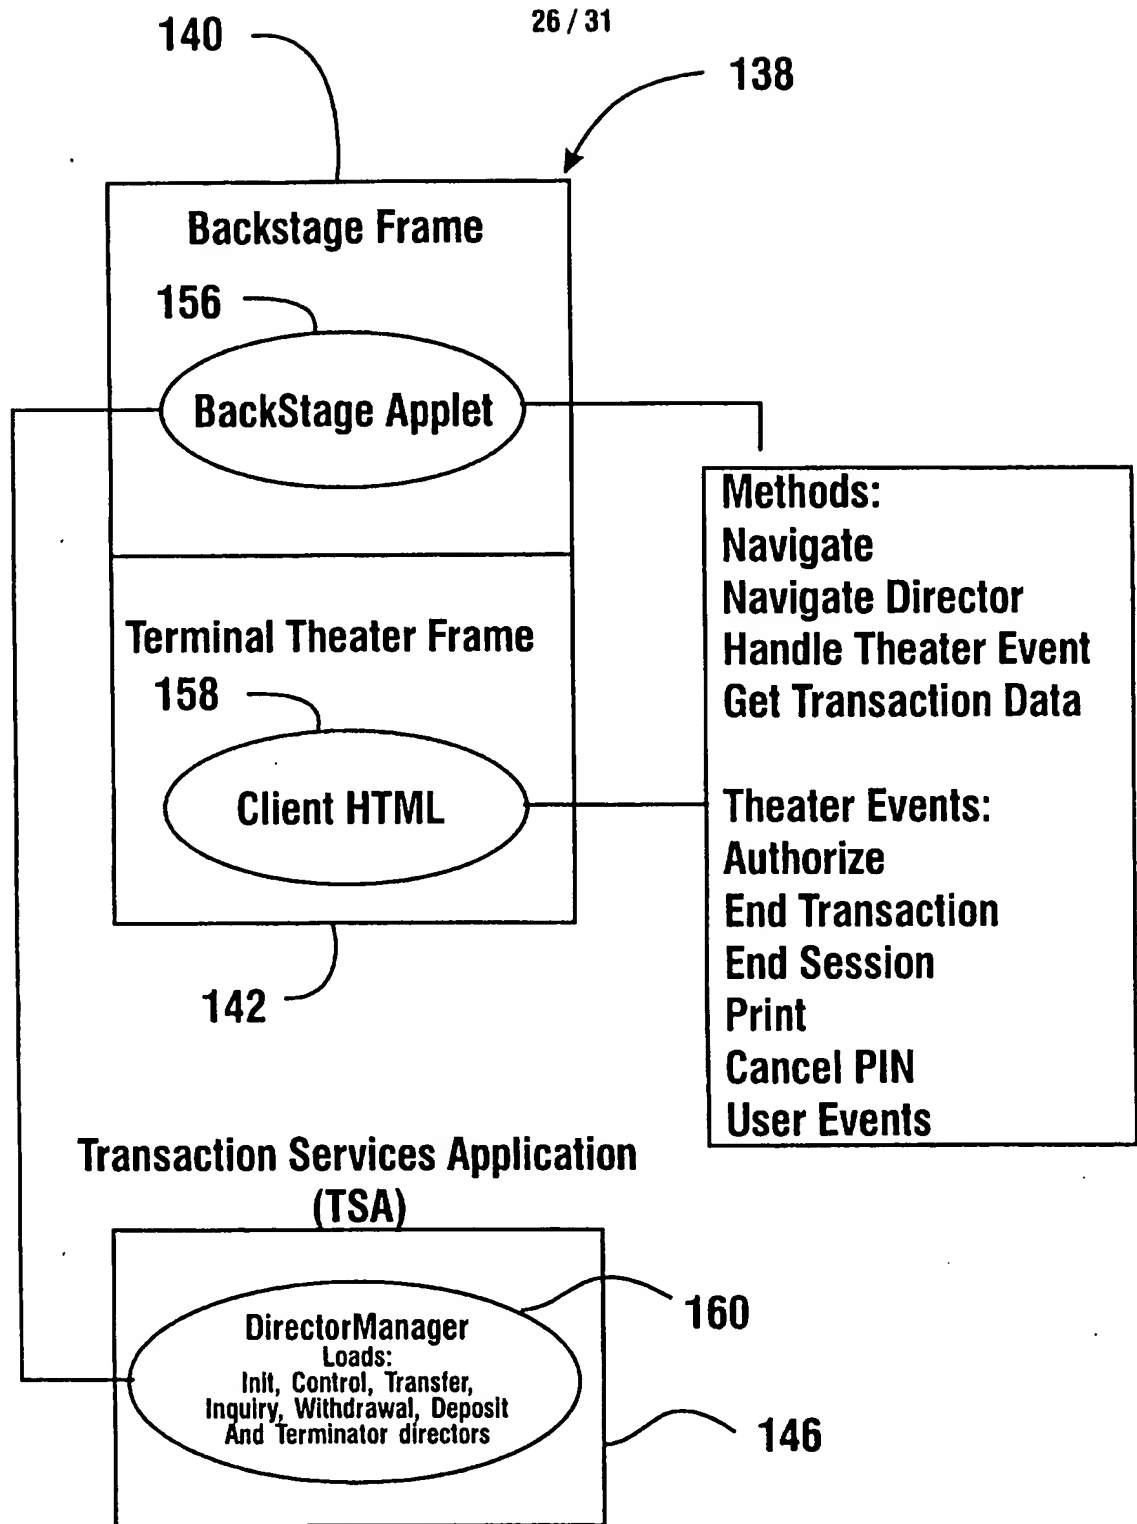 26 / 31
140
138
Backstage Frame
156
BackStage Applet
Methods:
Navigate
Navigate Director
Handle Theater Event
Get Transaction Data
Theater Events:
Authorize
End Transaction
End Session
Print
Cancel PIN
User Events
Terminal Theater Frame
158
Client HTML
142
Transaction Services Application
(TSA)
DirectorManager
Loads:
Init, Control, Transfer,
Inquiry, Withdrawal, Deposit
And Terminator directors
160
146